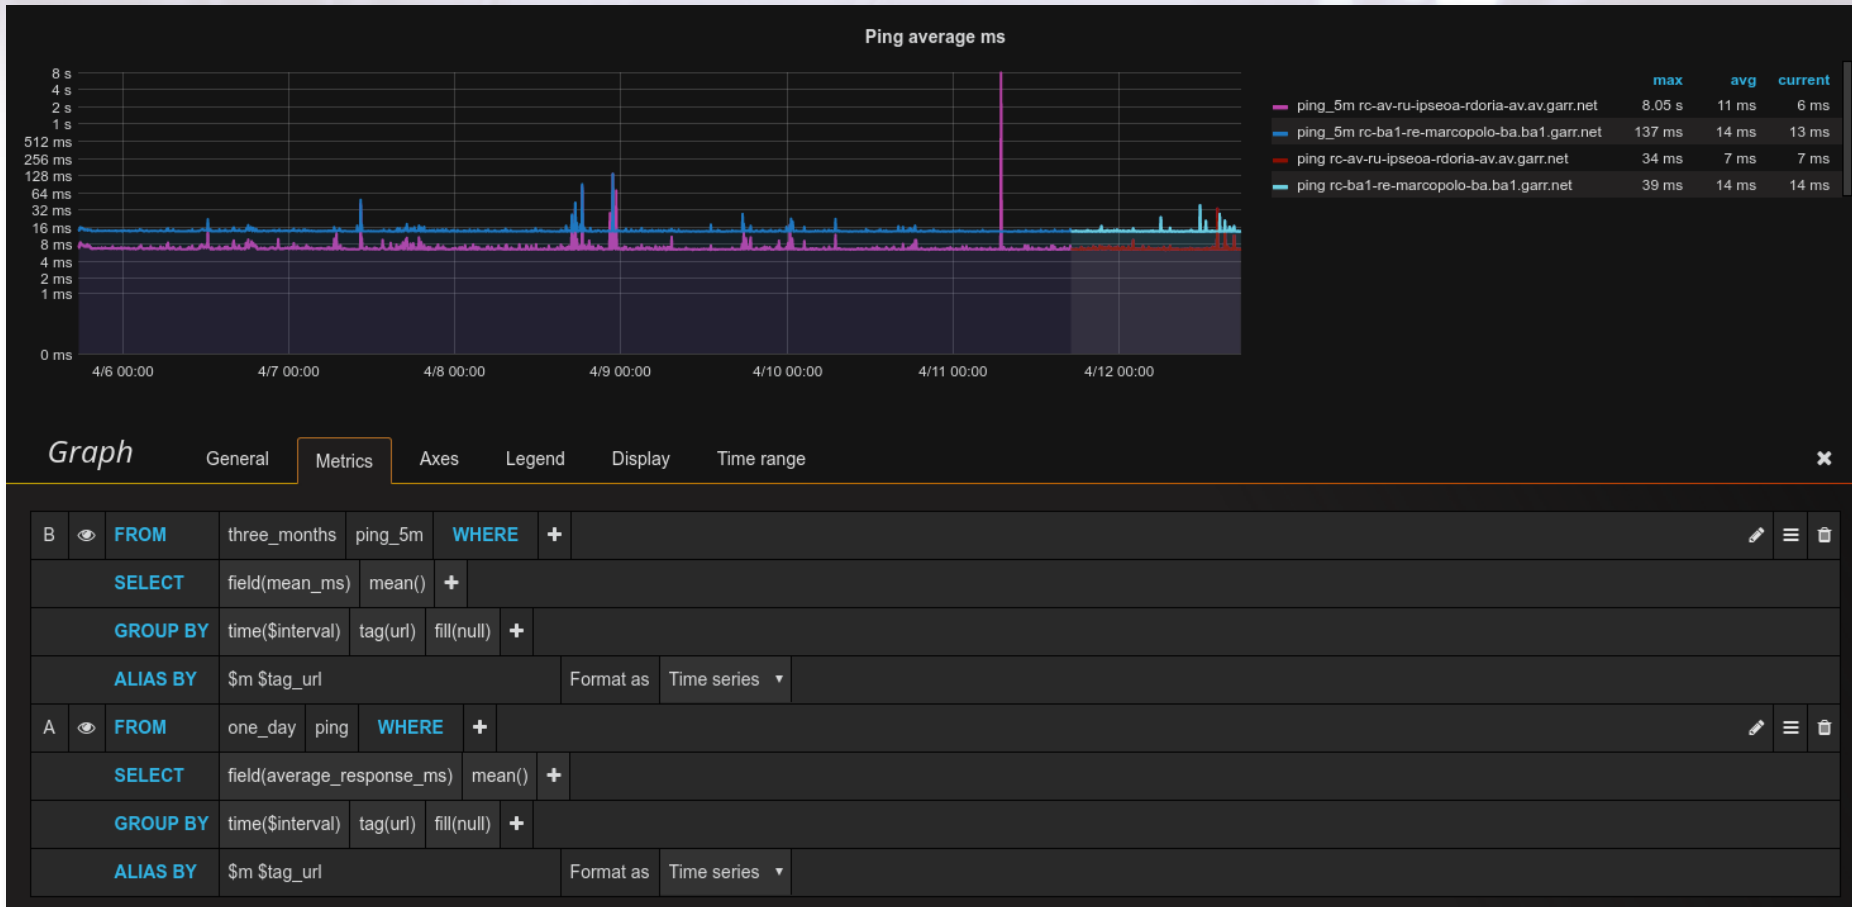 Ping average ms
8 s
4 s
2 s
1 s
512 ms
256 ms
128 ms
64 ms
32 ms
16 ms
8 ms
4 ms
2 ms
1 ms
0 ms
4/6 00:00 4/7 00:00 4/8 00:00 4/9 00:00 4/10 00:00 4/11 00:00 4/12 00:00
max avg current
ping_5m rc-av-ru-ipseoa-rdoria-av.av.garr.net 8.05 s 11 ms 6 ms
ping_5m rc-ba1-re-marcopolo-ba.ba1.garr.net 137 ms 14 ms 13 ms
ping rc-av-ru-ipseoa-rdoria-av.av.garr.net 34 ms 7 ms 7 ms
ping rc-ba1-re-marcopolo-ba.ba1.garr.net 39 ms 14 ms 14 ms
Graph General Metrics Axes Legend Display Time range
B FROM three_months ping_5m WHERE
SELECT field(mean_ms) mean()
GROUP BY time($interval) tag(url) fill(null)
ALIAS BY $m $tag_url Format as Time series
A FROM one_day ping WHERE
SELECT field(average_response_ms) mean()
GROUP BY time($interval) tag(url) fill(null)
ALIAS BY $m $tag_url Format as Time series